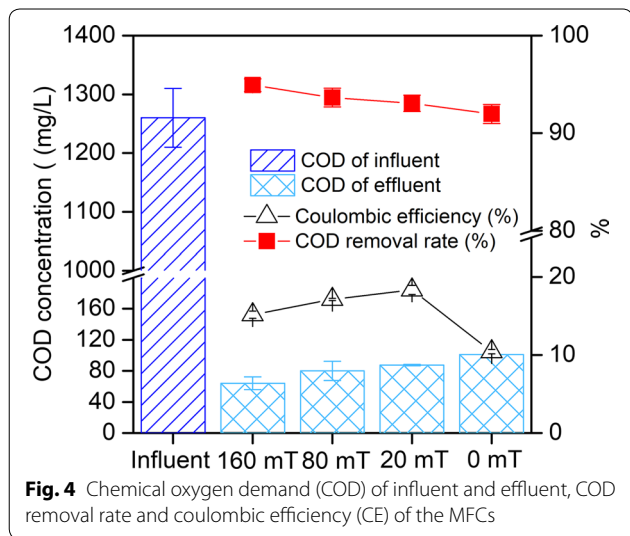 1400
1300
1200
1100
1000
160
120
80
40
0
COD concentration ( (mg/L)
100
90
80
20
10
0
%
COD of influent
COD of effluent
Coulombic efficiency (%)
COD removal rate (%)
Influent 160 mT 80 mT 20 mT 0 mT
Fig. 4 Chemical oxygen demand (COD) of influent and effluent, COD
removal rate and coulombic efficiency (CE) of the MFCs